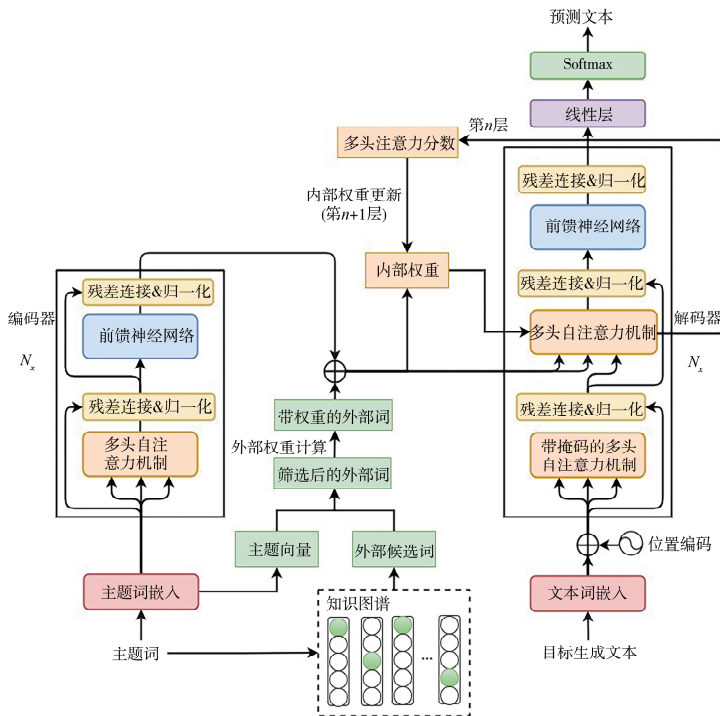 预测文本
Softmax
线性层
第n层
多头注意力分数
残差连接&归一化
内部权重更新
(第n+1层)
前馈神经网络
内部权重
残差连接&归一化
残差连接&归一化
编码器
前馈神经网络
Nx
多头自注意力机制
解码器
Nx
残差连接&归一化
带权重的外部词
残差连接&归一化
多头自注
意力机制
外部权重计算
筛选后的外部词
带掩码的多头
自注意力机制
主题向量
外部候选词
位置编码
主题词嵌入
知识图谱
文本词嵌入
主题词
...
目标生成文本